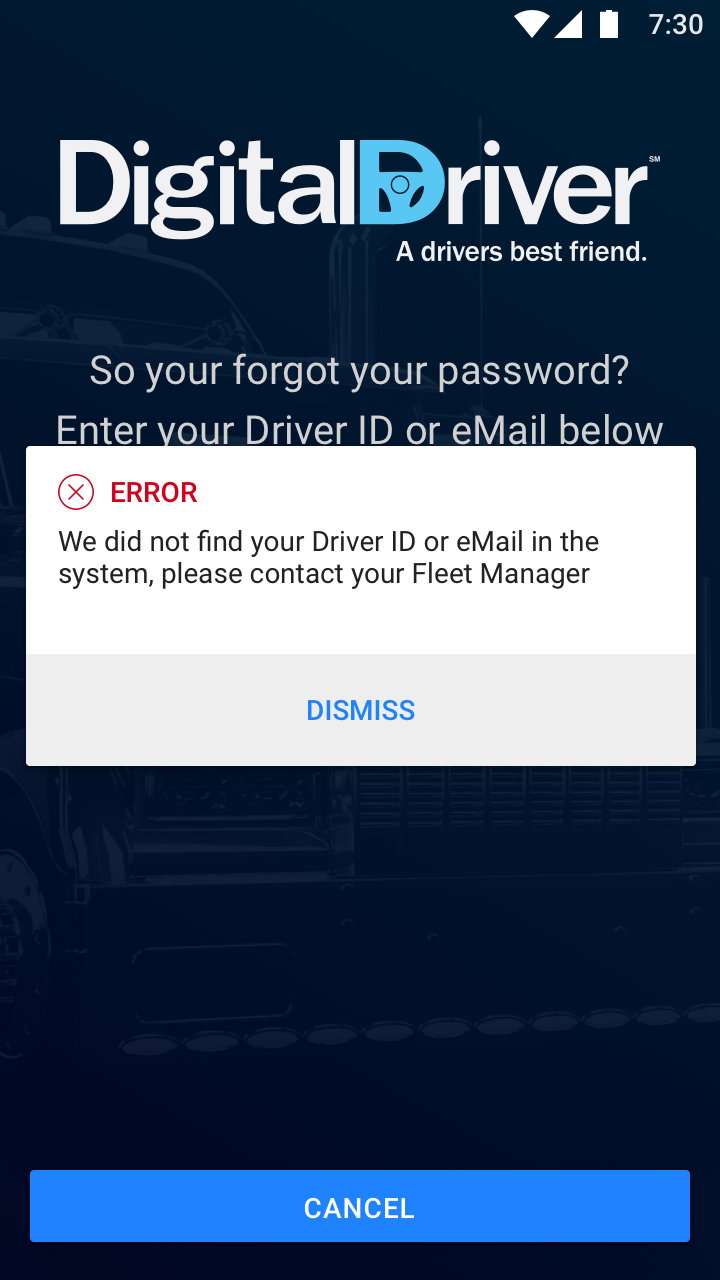 7:30
DigitalDriver℠
A drivers best friend.
So your forgot your password?
Enter your Driver ID or eMail below
ERROR
We did not find your Driver ID or eMail in the
system, please contact your Fleet Manager
DISMISS
CANCEL